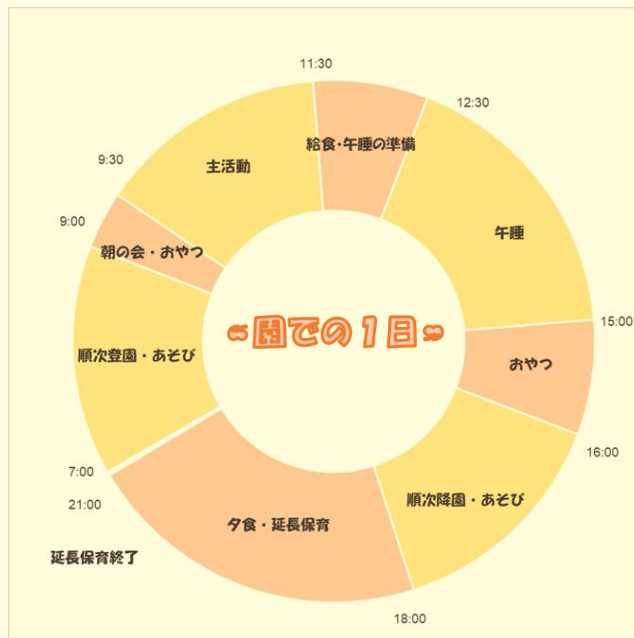 11:30
12:30
給食・午睡の準備
主活動
9:30
9:00
朝の会・おやつ
午睡
~園での1日~
15:00
おやつ
順次登園・あそび
16:00
7:00
21:00
順次降園・あそび
夕食・延長保育
延長保育終了
18:00